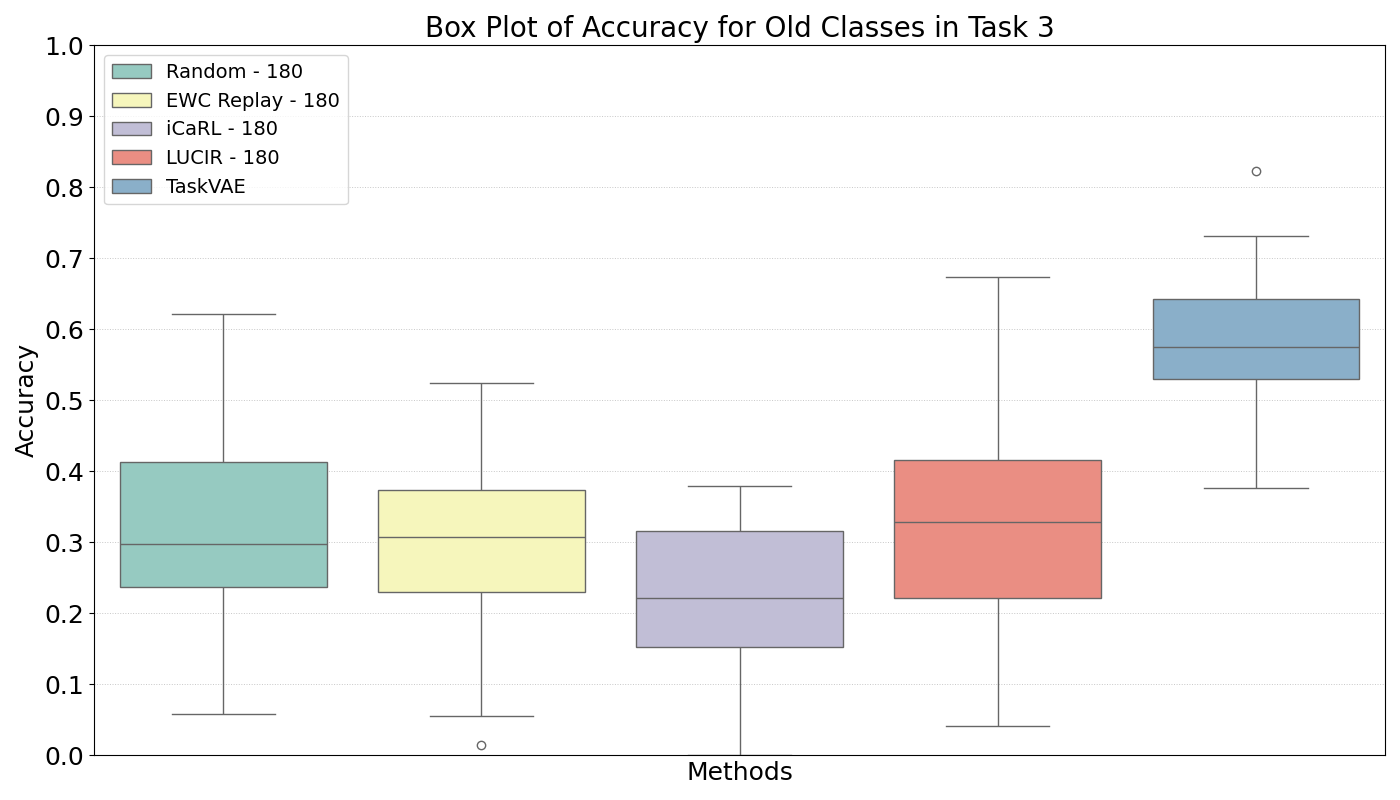 Box Plot of Accuracy for Old Classes in Task 3
1.0
0.9
0.8
0.7
0.6
0.5
0.4
0.3
0.2
0.1
0.0
Accuracy
Random - 180
EWC Replay - 180
iCaRL - 180
LUCIR - 180
TaskVAE
Methods